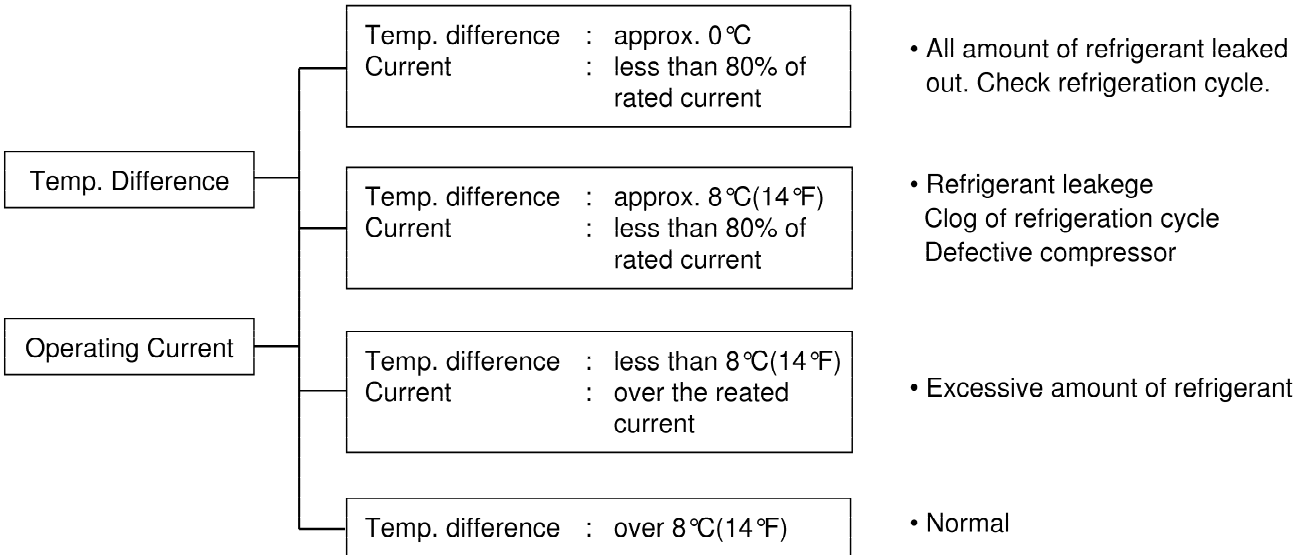 Temp. difference : approx. 0°C
Current : less than 80% of
rated current
• All amount of refrigerant leaked
out. Check refrigeration cycle.
Temp. Difference
Temp. difference : approx. 8°C(14°F)
Current : less than 80% of
rated current
• Refrigerant leakege
Clog of refrigeration cycle
Defective compressor
Operating Current
Temp. difference : less than 8°C(14°F)
Current : over the reated
current
• Excessive amount of refrigerant
Temp. difference : over 8°C(14°F)
• Normal